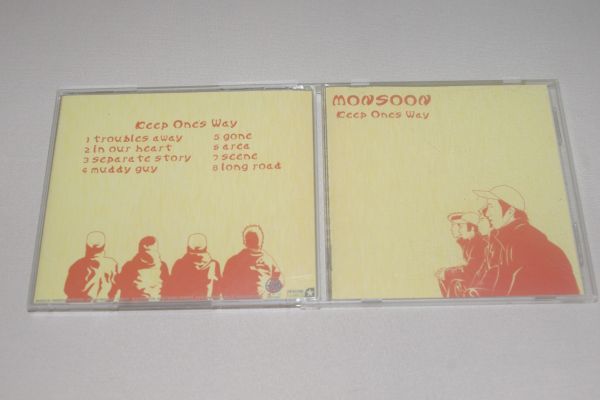 Keep Ones Way
1 troubles away
2 in our heart
3 separate story
4 muddy guy
5 gone
6 area
7 scene
8 long road
MONSOON
Keep Ones Way